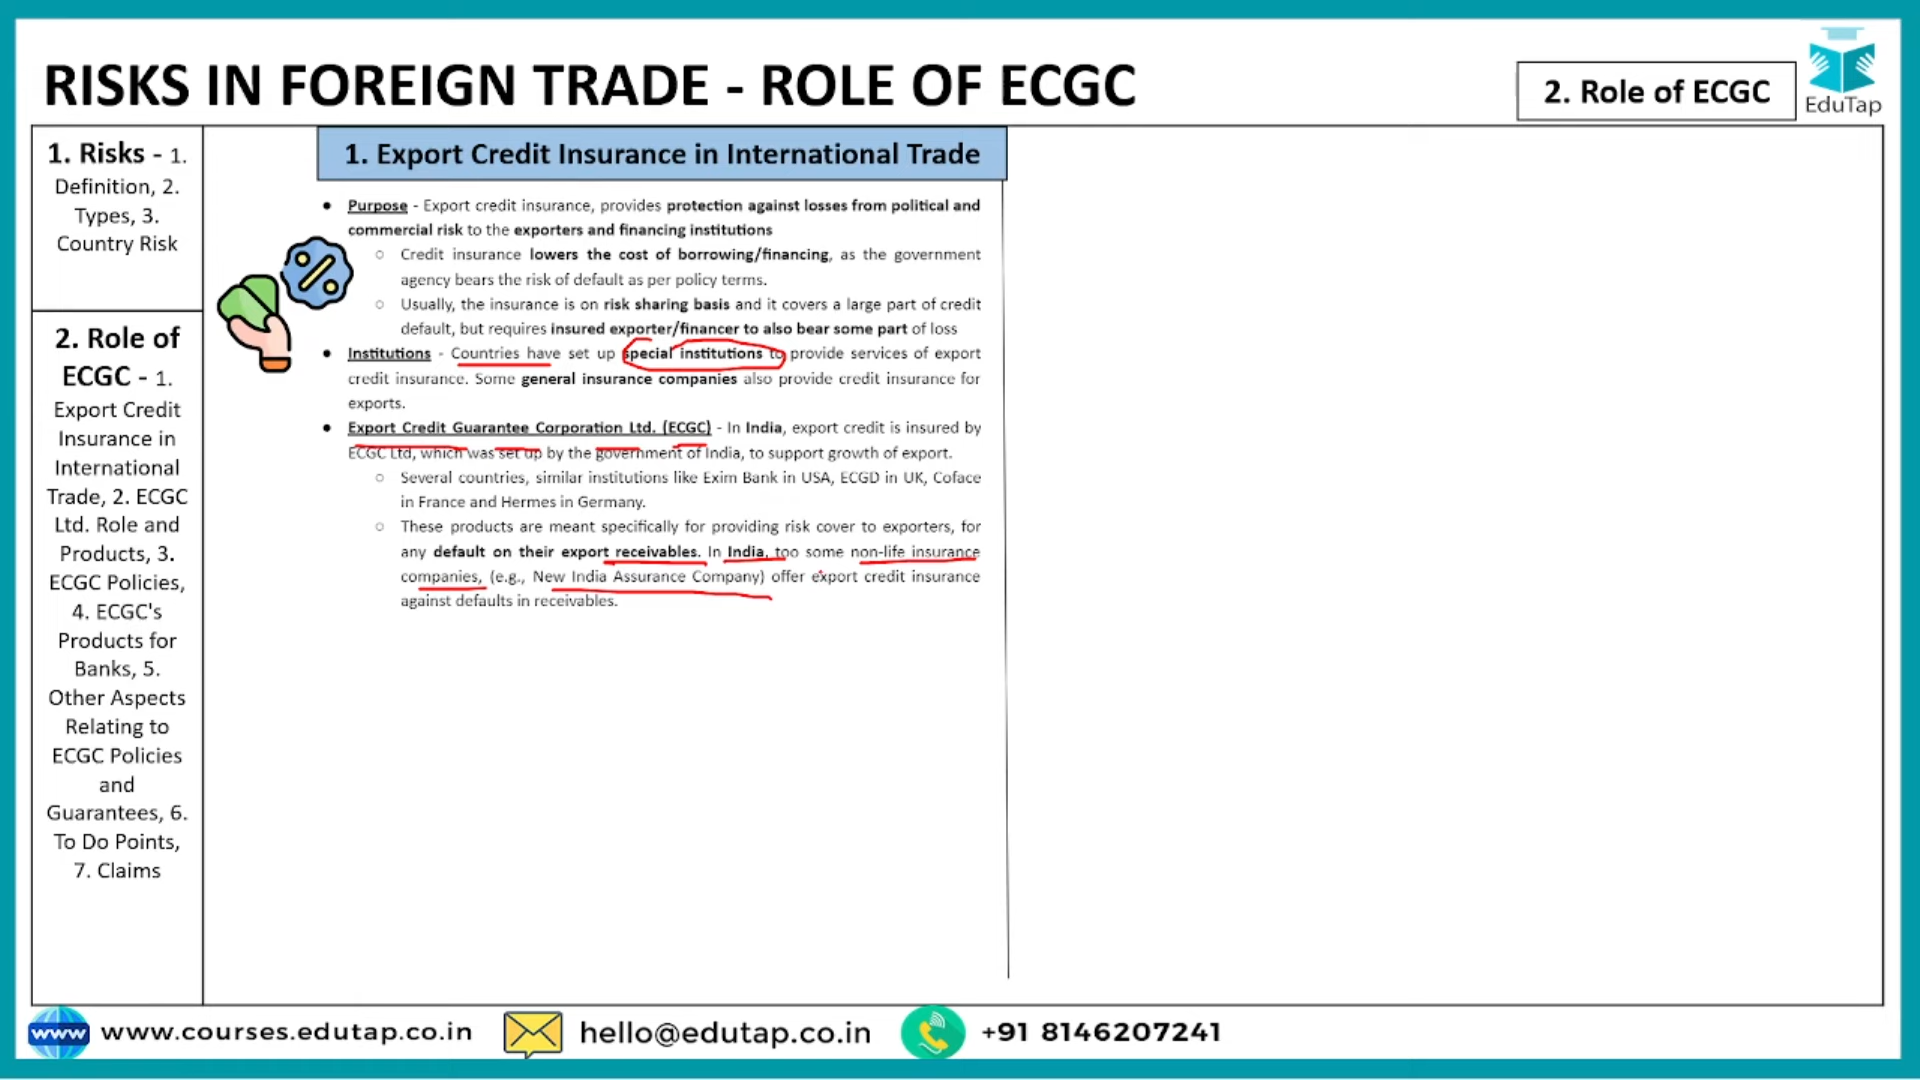 RISKS IN FOREIGN TRADE - ROLE OF ECGC
2. Role of ECGC
EduTap
1. Risks - 1.
Definition, 2.
Types, 3.
Country Risk
2. Role of
ECGC - 1.
Export Credit
Insurance in
International
Trade, 2. ECGC
Ltd. Role and
Products, 3.
ECGC Policies,
4. ECGC's
Products for
Banks, 5.
Other Aspects
Relating to
ECGC Policies
and
Guarantees, 6.
To Do Points,
7. Claims
1. Export Credit Insurance in International Trade
• Purpose - Export credit insurance, provides protection against losses from political and
commercial risk to the exporters and financing institutions
○ Credit insurance lowers the cost of borrowing/financing, as the government
agency bears the risk of default as per policy terms.
○ Usually, the insurance is on risk sharing basis and it covers a large part of credit
default, but requires insured exporter/financer to also bear some part of loss
• Institutions - Countries have set up special institutions to provide services of export
credit insurance. Some general insurance companies also provide credit insurance for
exports.
• Export Credit Guarantee Corporation Ltd. (ECGC) - In India, export credit is insured by
ECGC Ltd, which was set up by the government of India, to support growth of export.
○ Several countries, similar institutions like Exim Bank in USA, ECGD in UK, Coface
in France and Hermes in Germany.
○ These products are meant specifically for providing risk cover to exporters, for
any default on their export receivables. In India, too some non-life insurance
companies, (e.g., New India Assurance Company) offer export credit insurance
against defaults in receivables.
www www.courses.edutap.co.in
hello@edutap.co.in
+91 8146207241